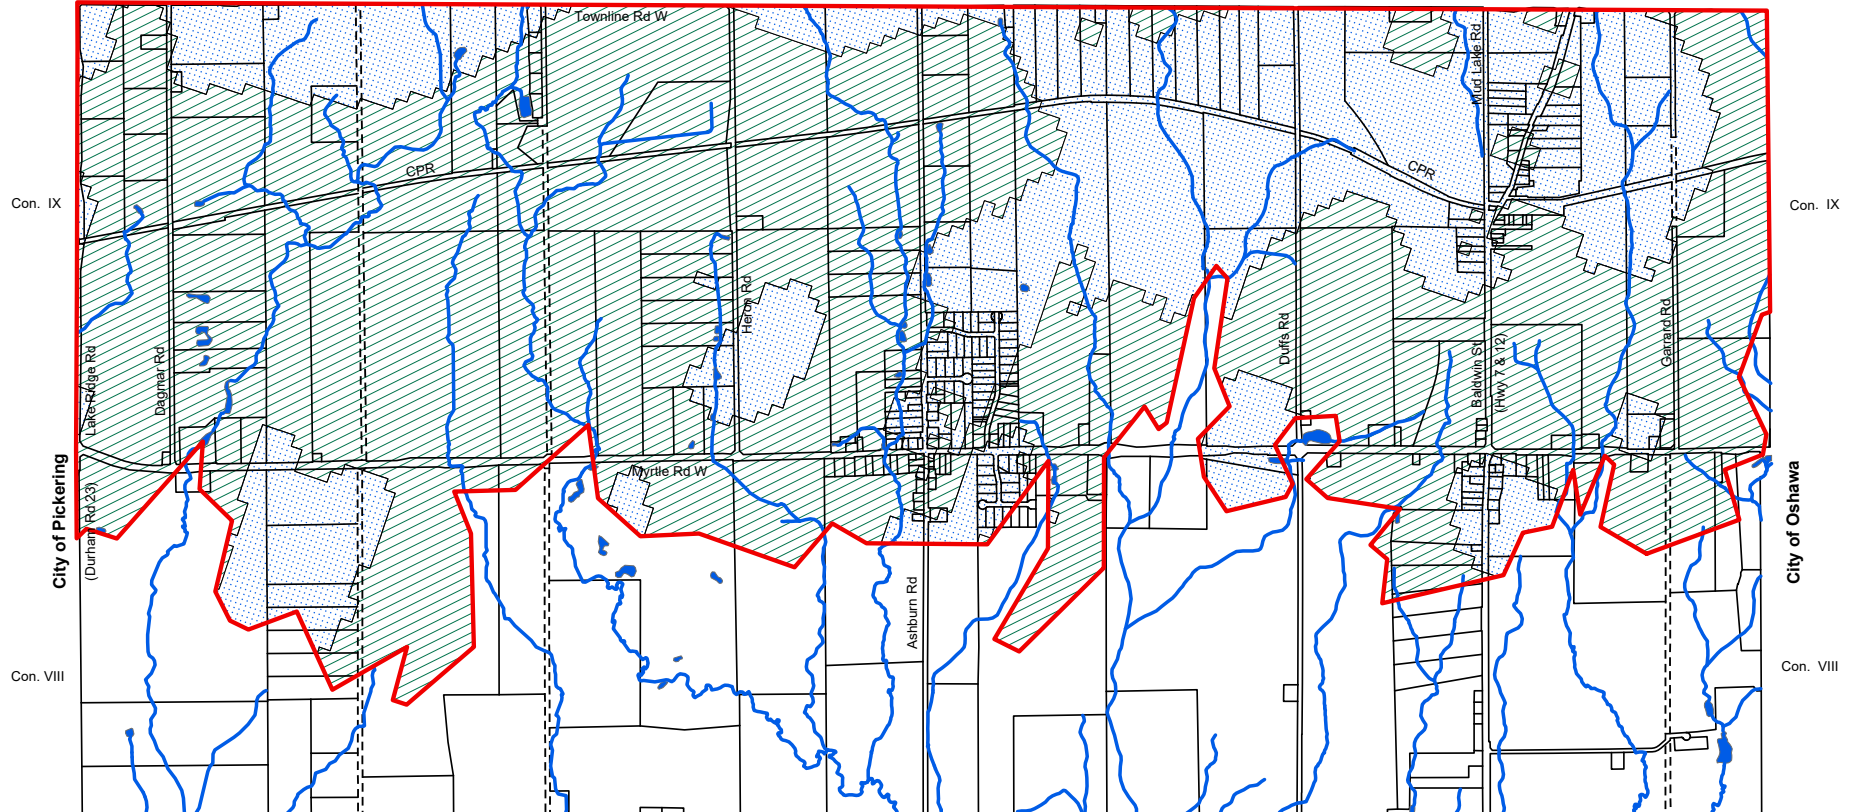 Townline Rd W
Mud Lake Rd
CPR
CPR
Con. IX
Con. IX
Heron Rd
Duffs Rd
Garrard Rd
Lake Ridge Rd
(Durham Rd 23)
Dagmar Rd
Baldwin St
(Hwy 7 & 12)
Myrtle Rd W
City of Pickering
City of Oshawa
Ashburn Rd
Con. VIII
Con. VIII